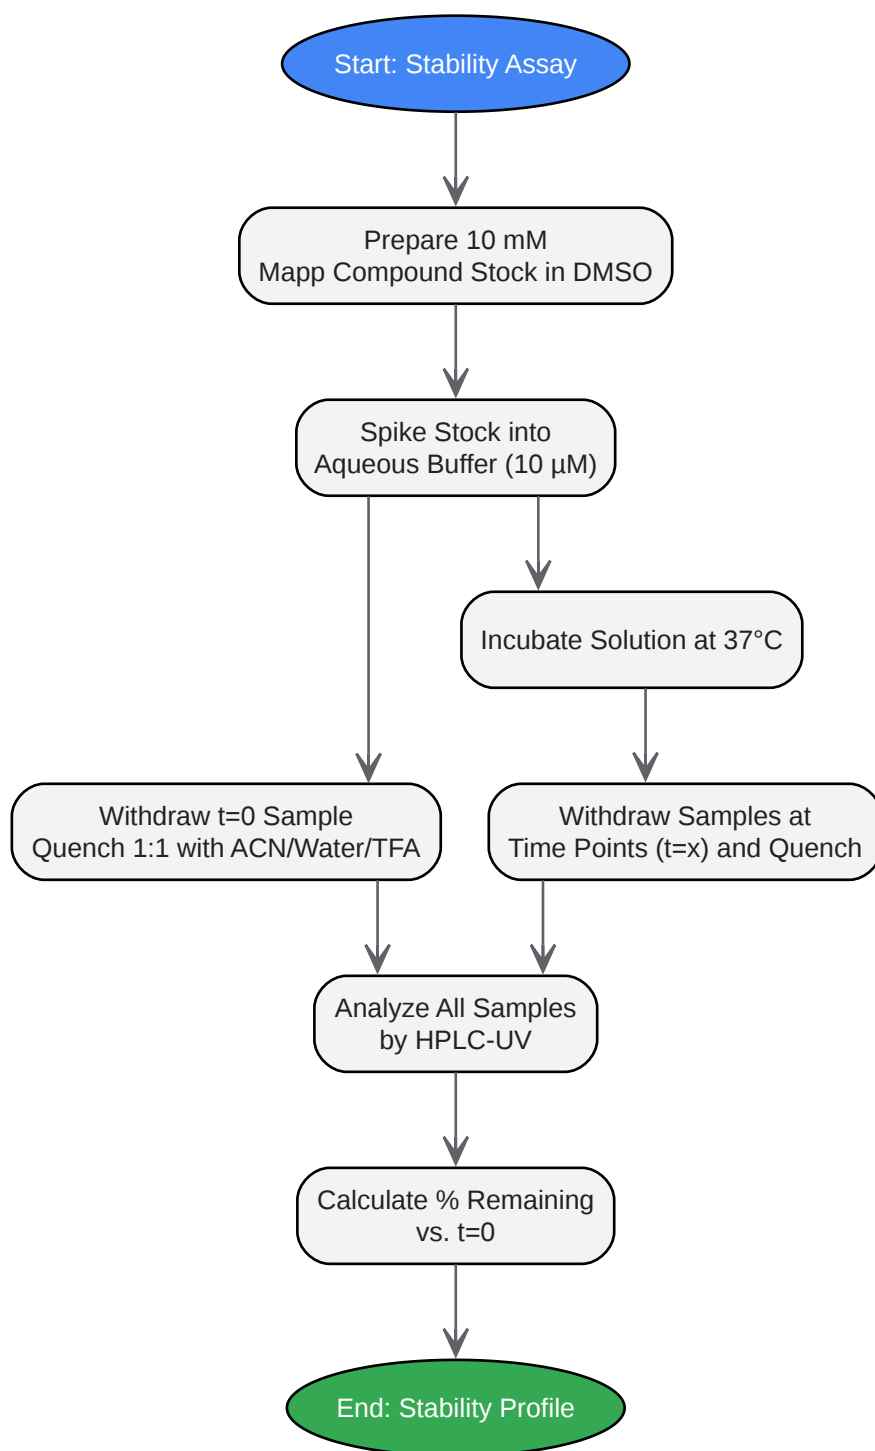 Start: Stability Assay
Prepare 10 mM
Mapp Compound Stock in DMSO
Spike Stock into
Aqueous Buffer (10 µM)
Incubate Solution at 37°C
Withdraw t=0 Sample
Quench 1:1 with ACN/Water/TFA
Withdraw Samples at
Time Points (t=x) and Quench
Analyze All Samples
by HPLC-UV
Calculate % Remaining
vs. t=0
End: Stability Profile